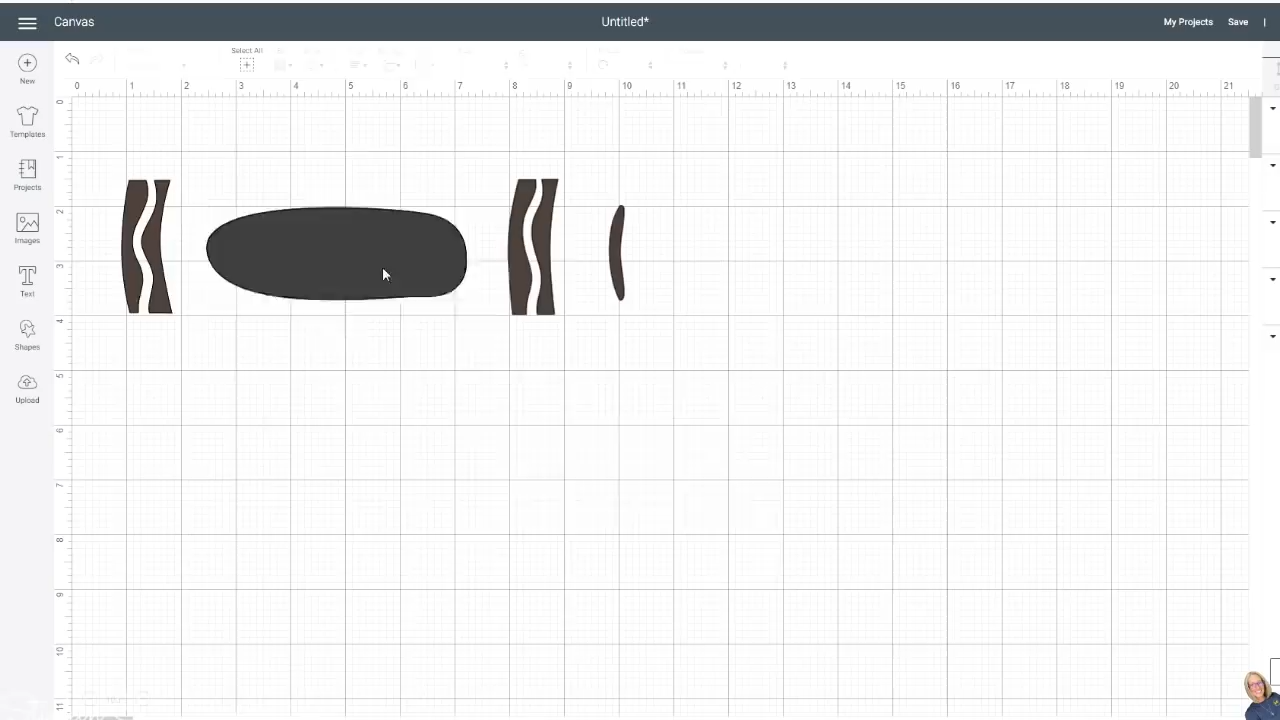 Canvas
Untitled*
My Projects
Save
New
Templates
Projects
Images
Text
Shapes
Upload
Select All
0 1 2 3 4 5 6 7 8 9 10 11 12 13 14 15 16 17 18 19 20 21
0
1
2
3
4
5
6
7
8
9
10
11